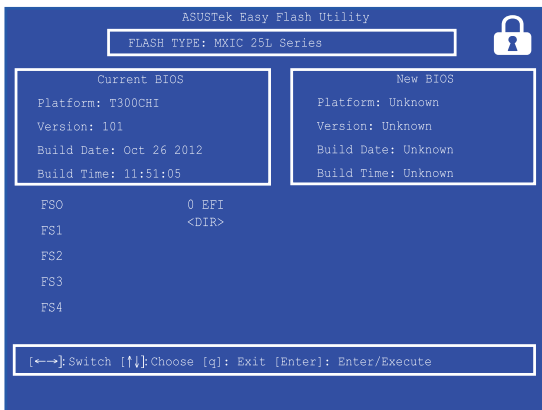 ASUSTek Easy Flash Utility
FLASH TYPE: MXIC 25L Series
Current BIOS
Platform: T300CHI
Version: 101
Build Date: Oct 26 2012
Build Time: 11:51:05
New BIOS
Platform: Unknown
Version: Unknown
Build Date: Unknown
Build Time: Unknown
FSO 0 EFI
<DIR>
FS1
FS2
FS3
FS4
[←→]:Switch [↑↓]:Choose [q]: Exit [Enter]: Enter/Execute